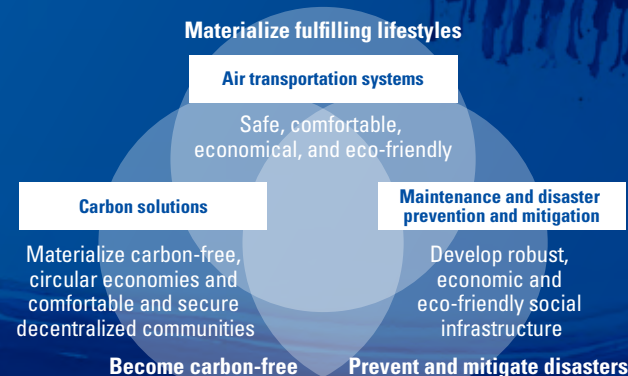 Materialize fulfilling lifestyles
Air transportation systems
Safe, comfortable,
economical, and eco-friendly
Carbon solutions
Materialize carbon-free,
circular economies and
comfortable and secure
decentralized communities
Maintenance and disaster
prevention and mitigation
Develop robust,
economic and
eco-friendly social
infrastructure
Become carbon-free
Prevent and mitigate disasters